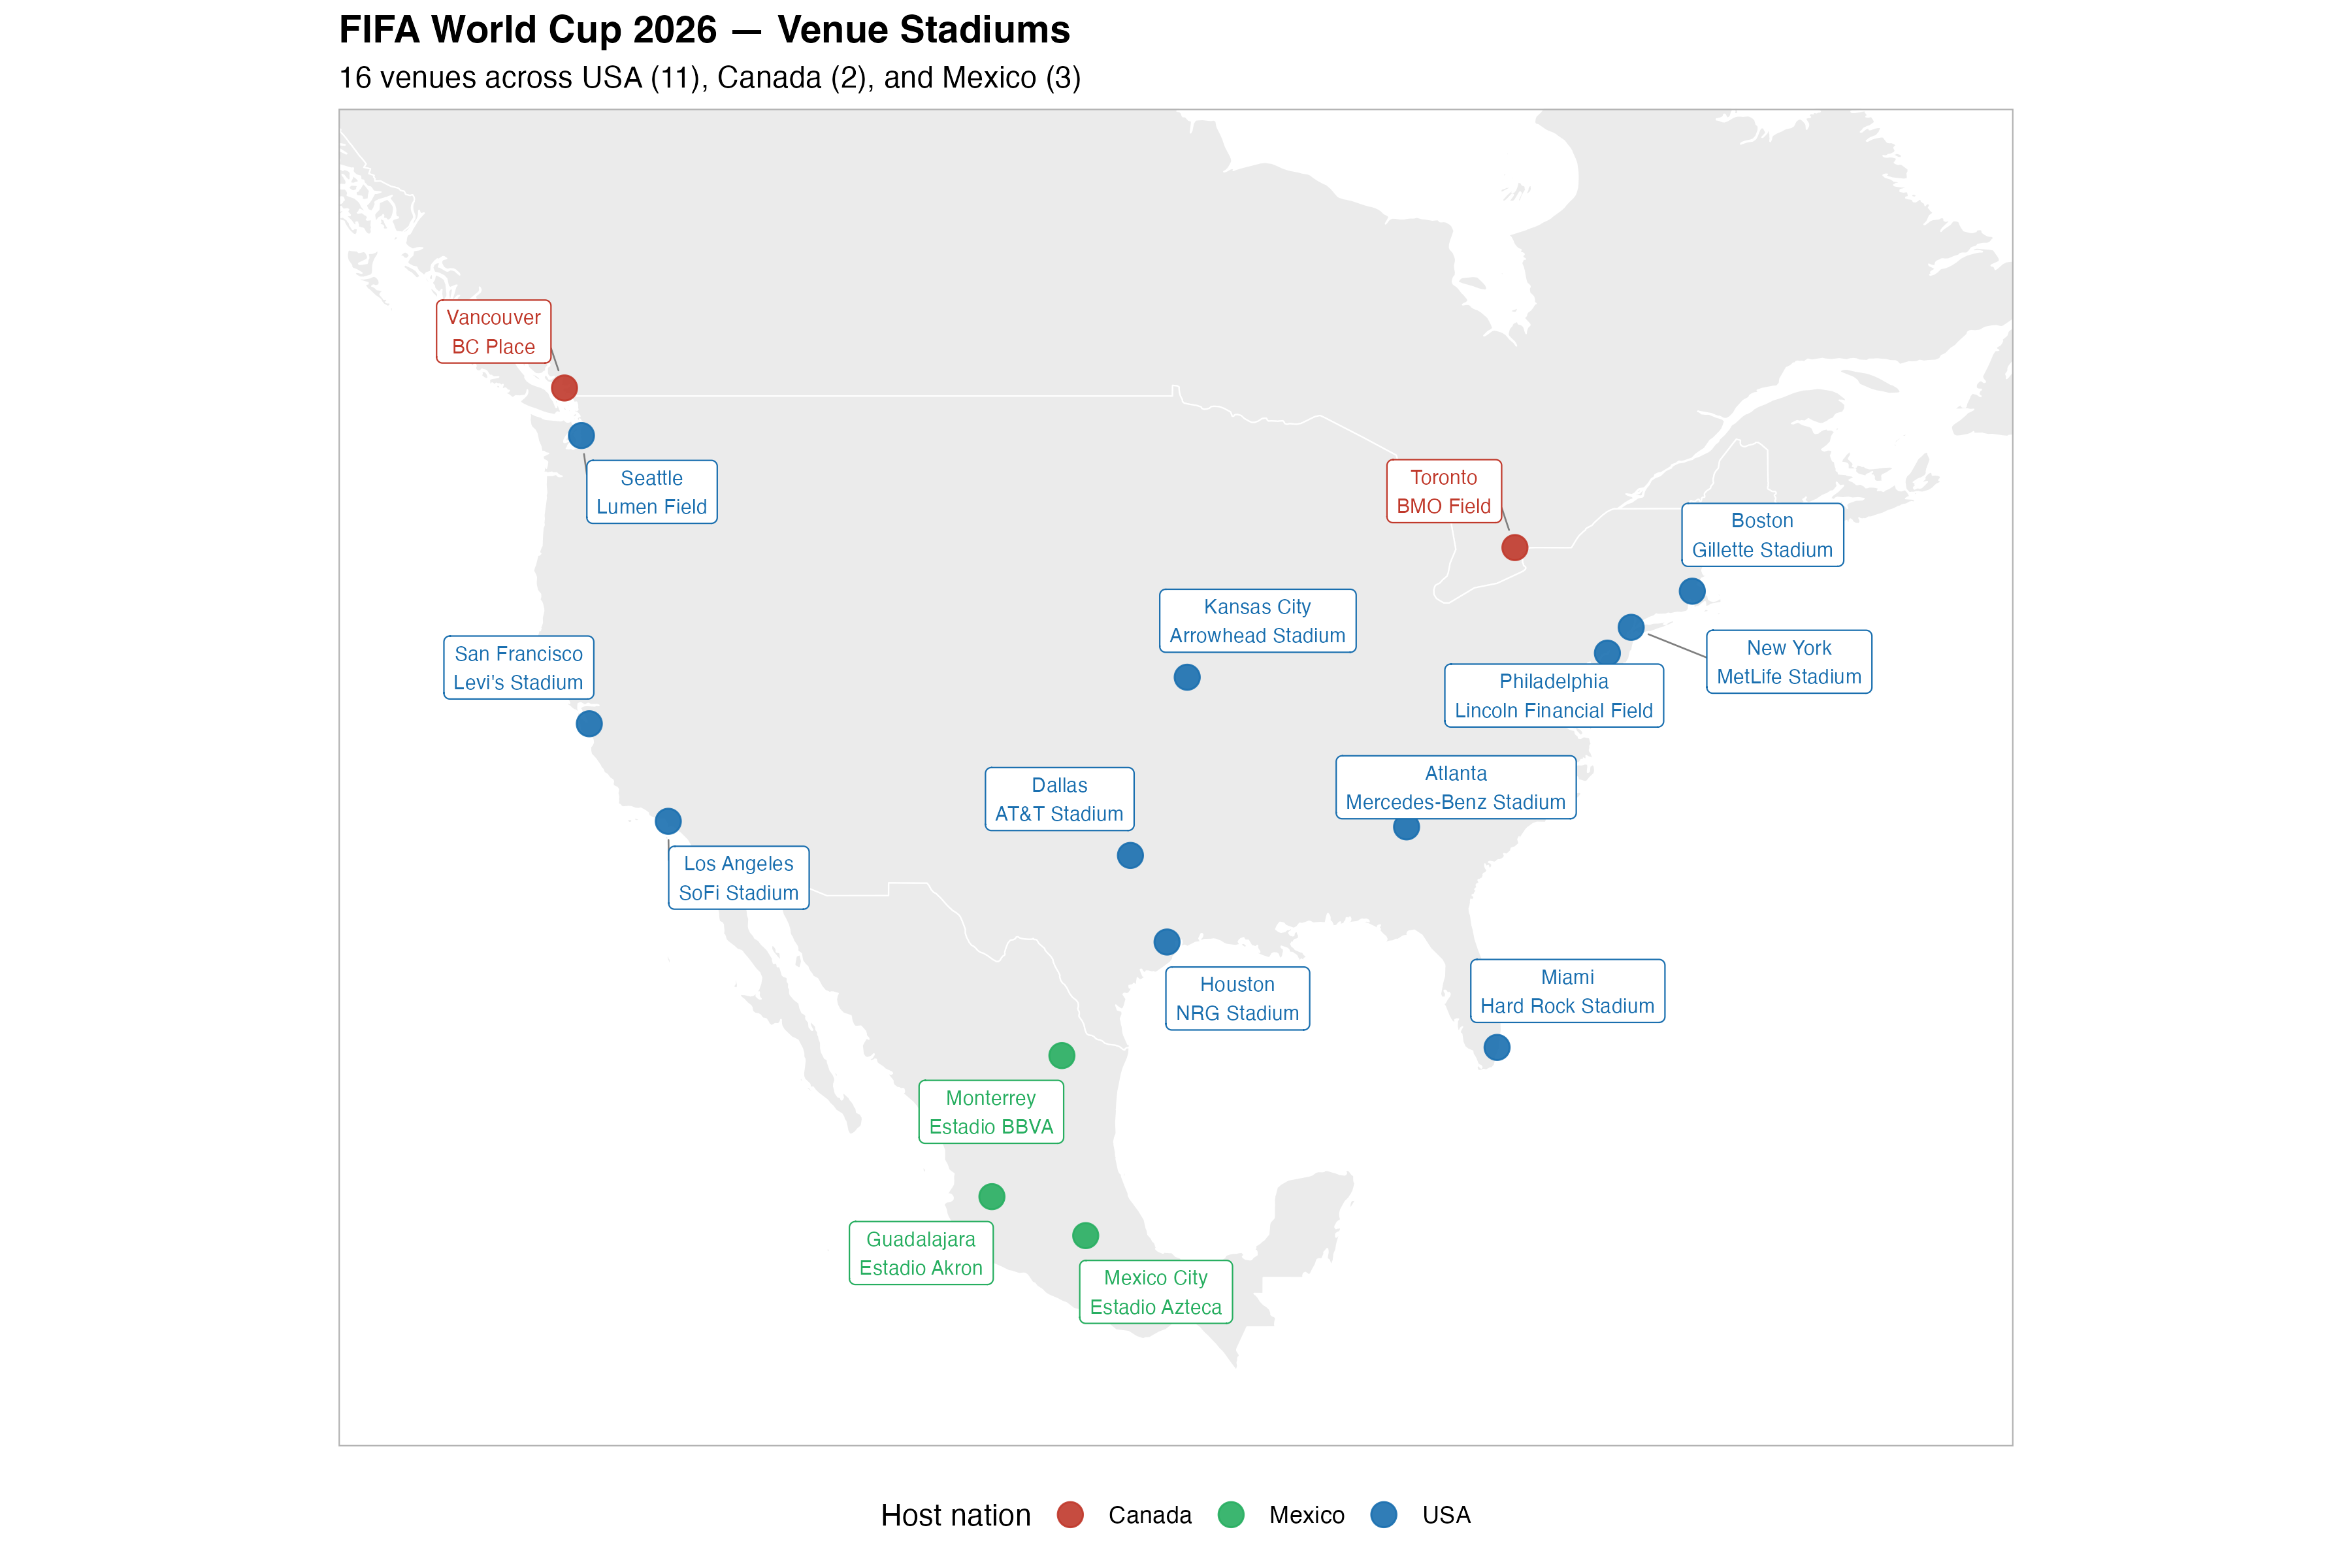 FIFA World Cup 2026 — Venue Stadiums
16 venues across USA (11), Canada (2), and Mexico (3)
Vancouver
BC Place
Seattle
Lumen Field
Toronto
BMO Field
Boston
Gillette Stadium
Kansas City
Arrowhead Stadium
New York
MetLife Stadium
San Francisco
Levi's Stadium
Philadelphia
Lincoln Financial Field
Dallas
AT&T Stadium
Atlanta
Mercedes-Benz Stadium
Los Angeles
SoFi Stadium
Houston
NRG Stadium
Miami
Hard Rock Stadium
Monterrey
Estadio BBVA
Guadalajara
Estadio Akron
Mexico City
Estadio Azteca
Host nation Canada Mexico USA